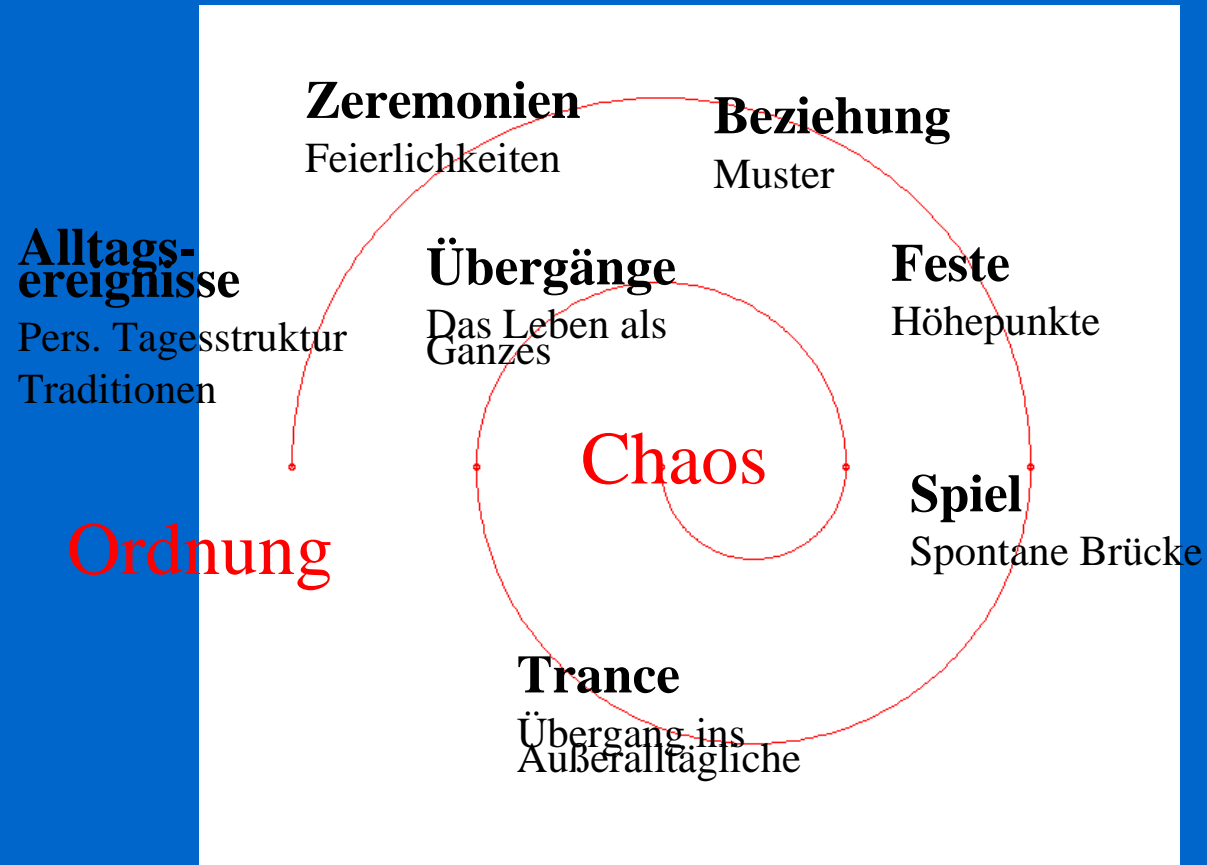 Zeremonien
Feierlichkeiten
Beziehung
Muster
Alltags-
ereignisse
Pers. Tagesstruktur
Traditionen
Übergänge
Das Leben als
Ganzes
Feste
Höhepunkte
Chaos
Ordnung
Spiel
Spontane Brücke
Trance
Übergang ins
Außeralltägliche